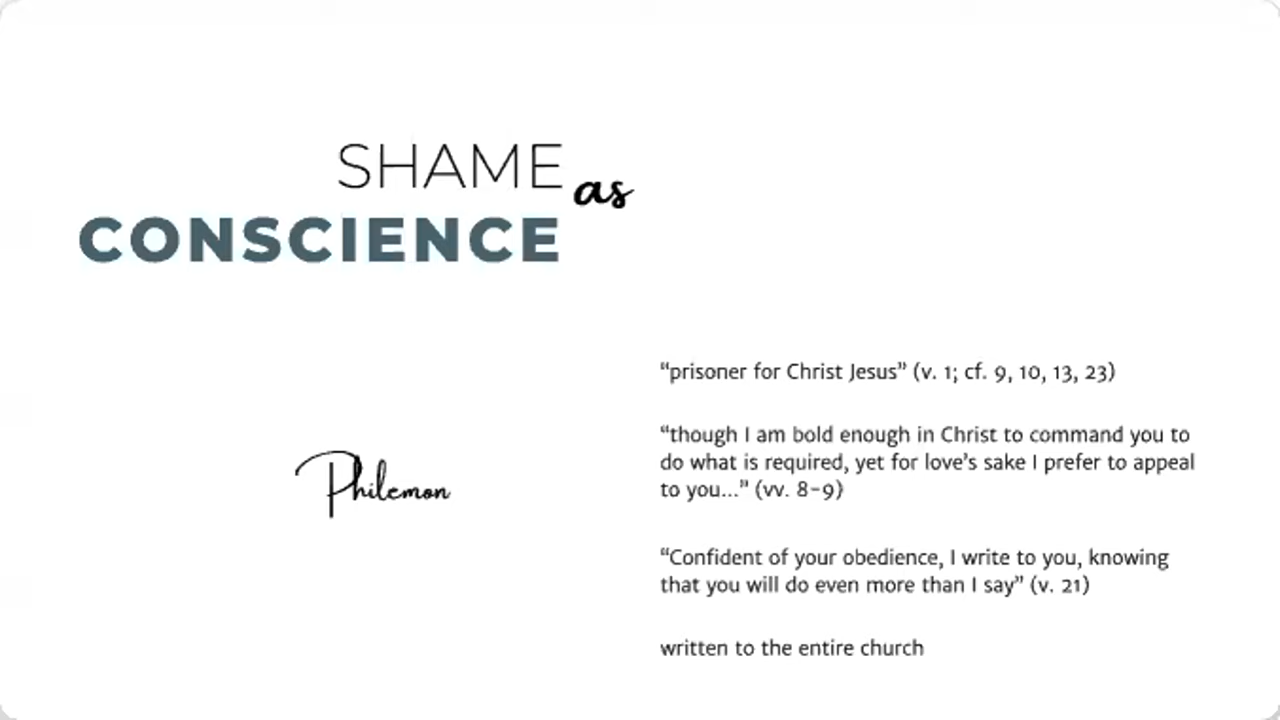 SHAME as
CONSCIENCE
Philemon
“prisoner for Christ Jesus” (v. 1; cf. 9, 10, 13, 23)
“though I am bold enough in Christ to command you to
do what is required, yet for love’s sake I prefer to appeal
to you...” (vv. 8-9)
“Confident of your obedience, I write to you, knowing
that you will do even more than I say” (v. 21)
written to the entire church